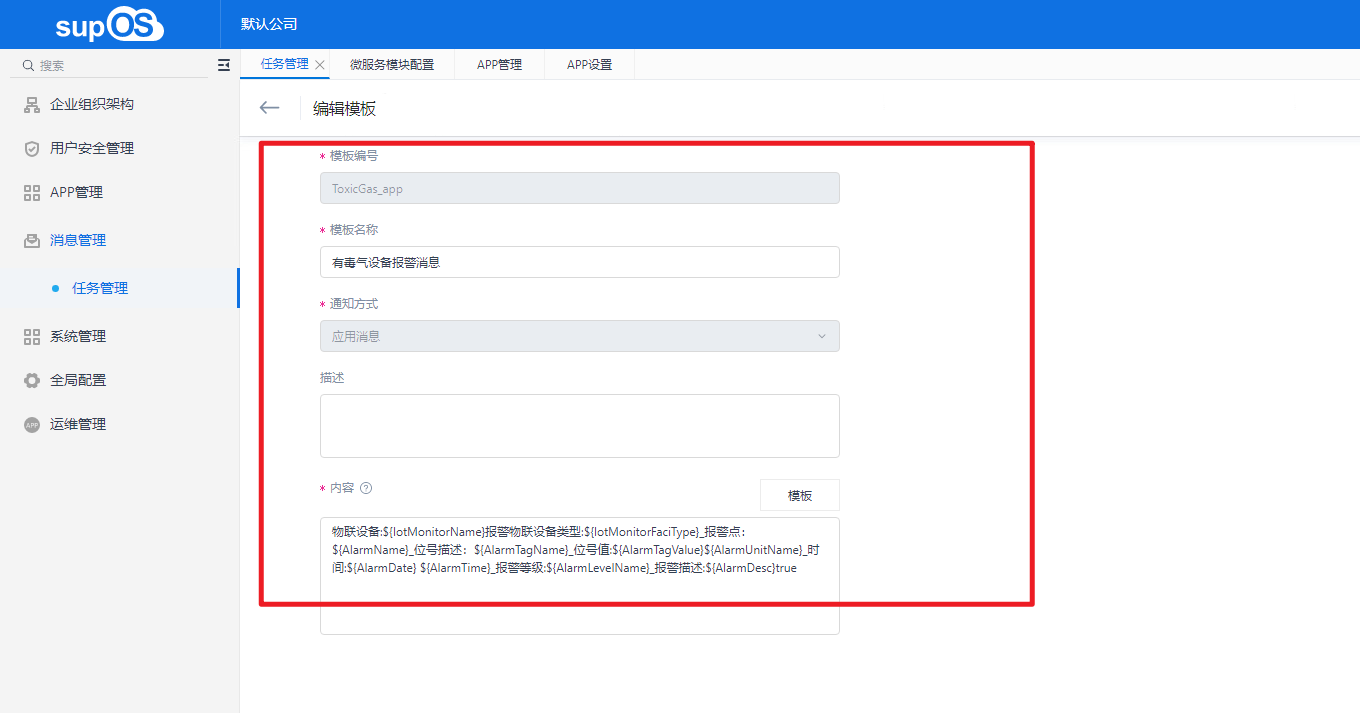 supOS
默认公司
搜索
任务管理
微服务模块配置
APP管理
APP设置
企业组织架构
用户安全管理
APP管理
消息管理
任务管理
系统管理
全局配置
APP
运维管理
编辑模板
* 模板编号
ToxicGas_app
* 模板名称
有毒气设备报警消息
* 通知方式
应用消息
描述
* 内容 ?
模板
物联设备:${IotMonitorName}报警物联设备类型:${IotMonitorFaciType}_报警点：
${AlarmName}_位号描述：${AlarmTagName}_位号值:${AlarmTagValue}${AlarmUnitName}_时
间:${AlarmDate} ${AlarmTime}_报警等级:${AlarmLevelName}_报警描述:${AlarmDesc}true